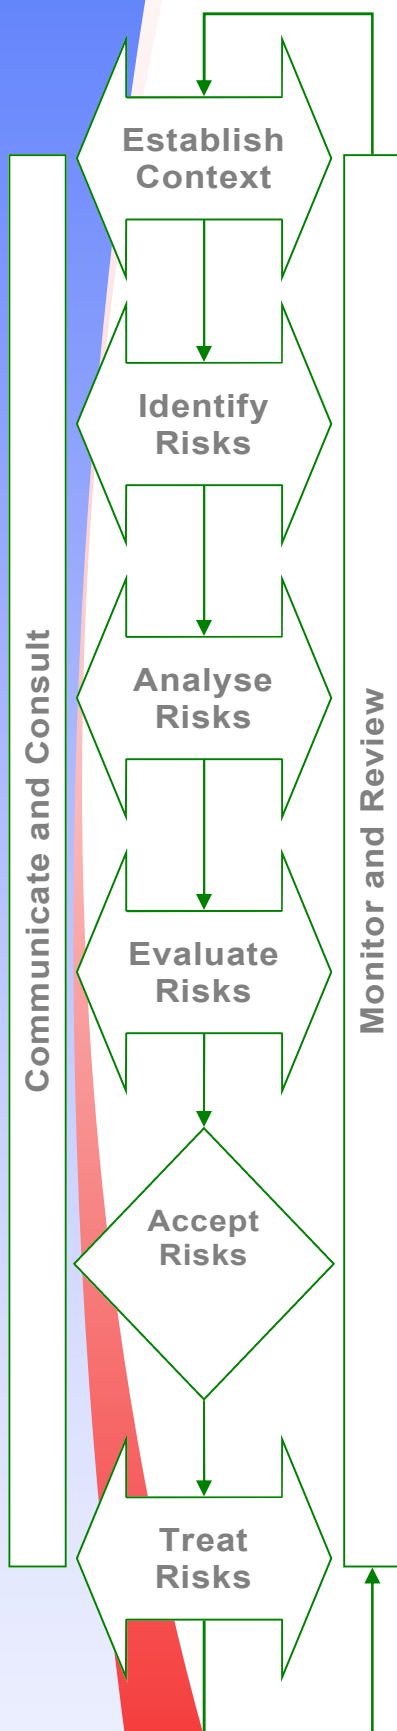 Establish
Context
Identify
Risks
Analyse
Risks
Evaluate
Risks
Accept
Risks
Treat
Risks
Communicate and Consult
Monitor and Review